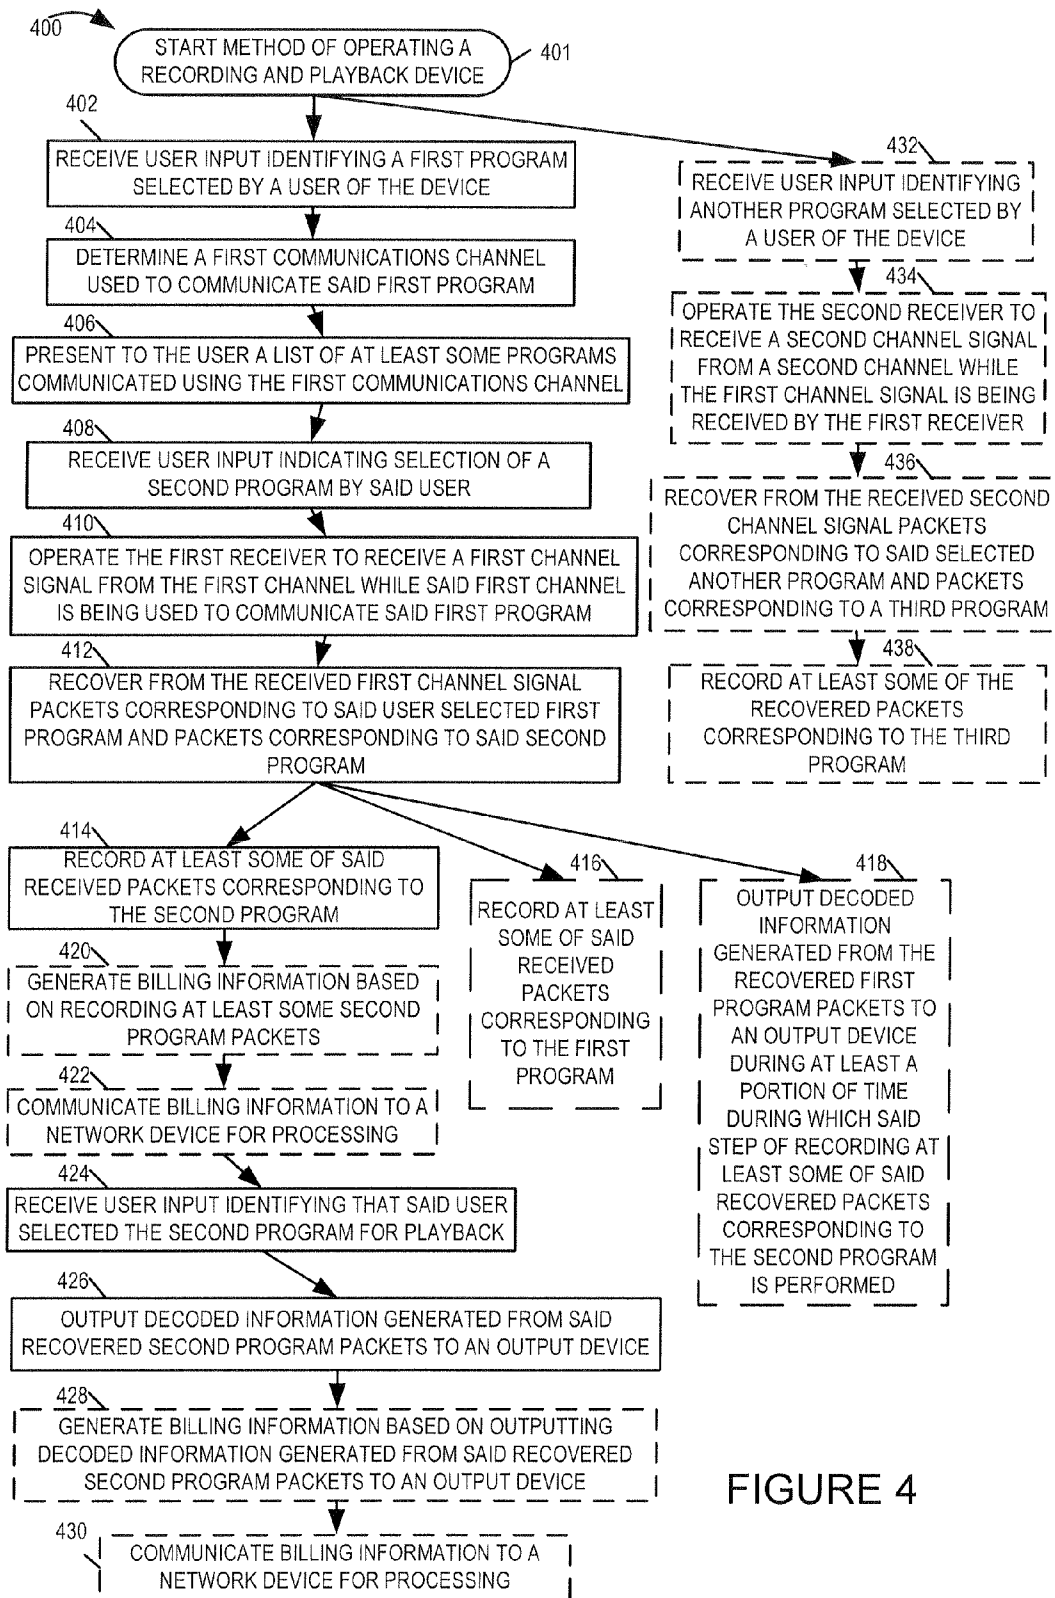 400
START METHOD OF OPERATING A
RECORDING AND PLAYBACK DEVICE
401
402
RECEIVE USER INPUT IDENTIFYING A FIRST PROGRAM
SELECTED BY A USER OF THE DEVICE
404
DETERMINE A FIRST COMMUNICATIONS CHANNEL
USED TO COMMUNICATE SAID FIRST PROGRAM
406
PRESENT TO THE USER A LIST OF AT LEAST SOME PROGRAMS
COMMUNICATED USING THE FIRST COMMUNICATIONS CHANNEL
408
RECEIVE USER INPUT INDICATING SELECTION OF A
SECOND PROGRAM BY SAID USER
410
OPERATE THE FIRST RECEIVER TO RECEIVE A FIRST CHANNEL
SIGNAL FROM THE FIRST CHANNEL WHILE SAID FIRST CHANNEL
IS BEING USED TO COMMUNICATE SAID FIRST PROGRAM
412
RECOVER FROM THE RECEIVED FIRST CHANNEL SIGNAL
PACKETS CORRESPONDING TO SAID USER SELECTED FIRST
PROGRAM AND PACKETS CORRESPONDING TO SAID SECOND
PROGRAM
432
RECEIVE USER INPUT IDENTIFYING
ANOTHER PROGRAM SELECTED BY
A USER OF THE DEVICE
434
OPERATE THE SECOND RECEIVER TO
RECEIVE A SECOND CHANNEL SIGNAL
FROM A SECOND CHANNEL WHILE
THE FIRST CHANNEL SIGNAL IS BEING
RECEIVED BY THE FIRST RECEIVER
436
RECOVER FROM THE RECEIVED SECOND
CHANNEL SIGNAL PACKETS
CORRESPONDING TO SAID SELECTED
ANOTHER PROGRAM AND PACKETS
CORRESPONDING TO A THIRD PROGRAM
438
RECORD AT LEAST SOME OF THE
RECOVERED PACKETS
CORRESPONDING TO THE THIRD
PROGRAM
414
RECORD AT LEAST SOME OF SAID
RECEIVED PACKETS CORRESPONDING TO
THE SECOND PROGRAM
416
RECORD AT LEAST
SOME OF SAID
RECEIVED
PACKETS
CORRESPONDING
TO THE FIRST
PROGRAM
418
OUTPUT DECODED
INFORMATION
GENERATED FROM THE
RECOVERED FIRST
PROGRAM PACKETS TO
AN OUTPUT DEVICE
DURING AT LEAST A
PORTION OF TIME
DURING WHICH SAID
STEP OF RECORDING AT
LEAST SOME OF SAID
RECOVERED PACKETS
CORRESPONDING TO
THE SECOND PROGRAM
IS PERFORMED
420
GENERATE BILLING INFORMATION BASED
ON RECORDING AT LEAST SOME SECOND
PROGRAM PACKETS
422
COMMUNICATE BILLING INFORMATION TO A
NETWORK DEVICE FOR PROCESSING
424
RECEIVE USER INPUT IDENTIFYING THAT SAID USER
SELECTED THE SECOND PROGRAM FOR PLAYBACK
426
OUTPUT DECODED INFORMATION GENERATED FROM SAID
RECOVERED SECOND PROGRAM PACKETS TO AN OUTPUT DEVICE
428
GENERATE BILLING INFORMATION BASED ON OUTPUTTING
DECODED INFORMATION GENERATED FROM SAID RECOVERED
SECOND PROGRAM PACKETS TO AN OUTPUT DEVICE
430
COMMUNICATE BILLING INFORMATION TO A
NETWORK DEVICE FOR PROCESSING
FIGURE 4